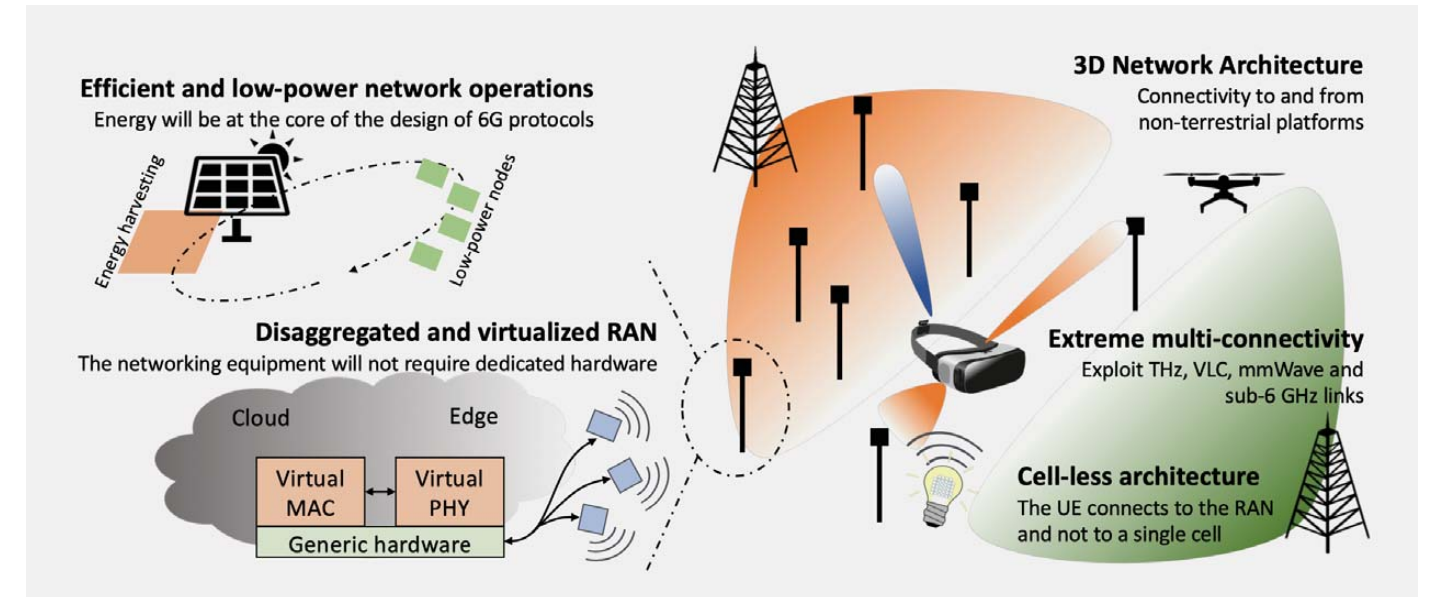 Efficient and low-power network operations
Energy will be at the core of the design of 6G protocols
Energy harvesting
Low-power nodes
Disaggregated and virtualized RAN
The networking equipment will not require dedicated hardware
Cloud
Edge
Virtual
MAC
Virtual
PHY
Generic hardware
3D Network Architecture
Connectivity to and from
non-terrestrial platforms
Extreme multi-connectivity
Exploit THz, VLC, mmWave and
sub-6 GHz links
Cell-less architecture
The UE connects to the RAN
and not to a single cell